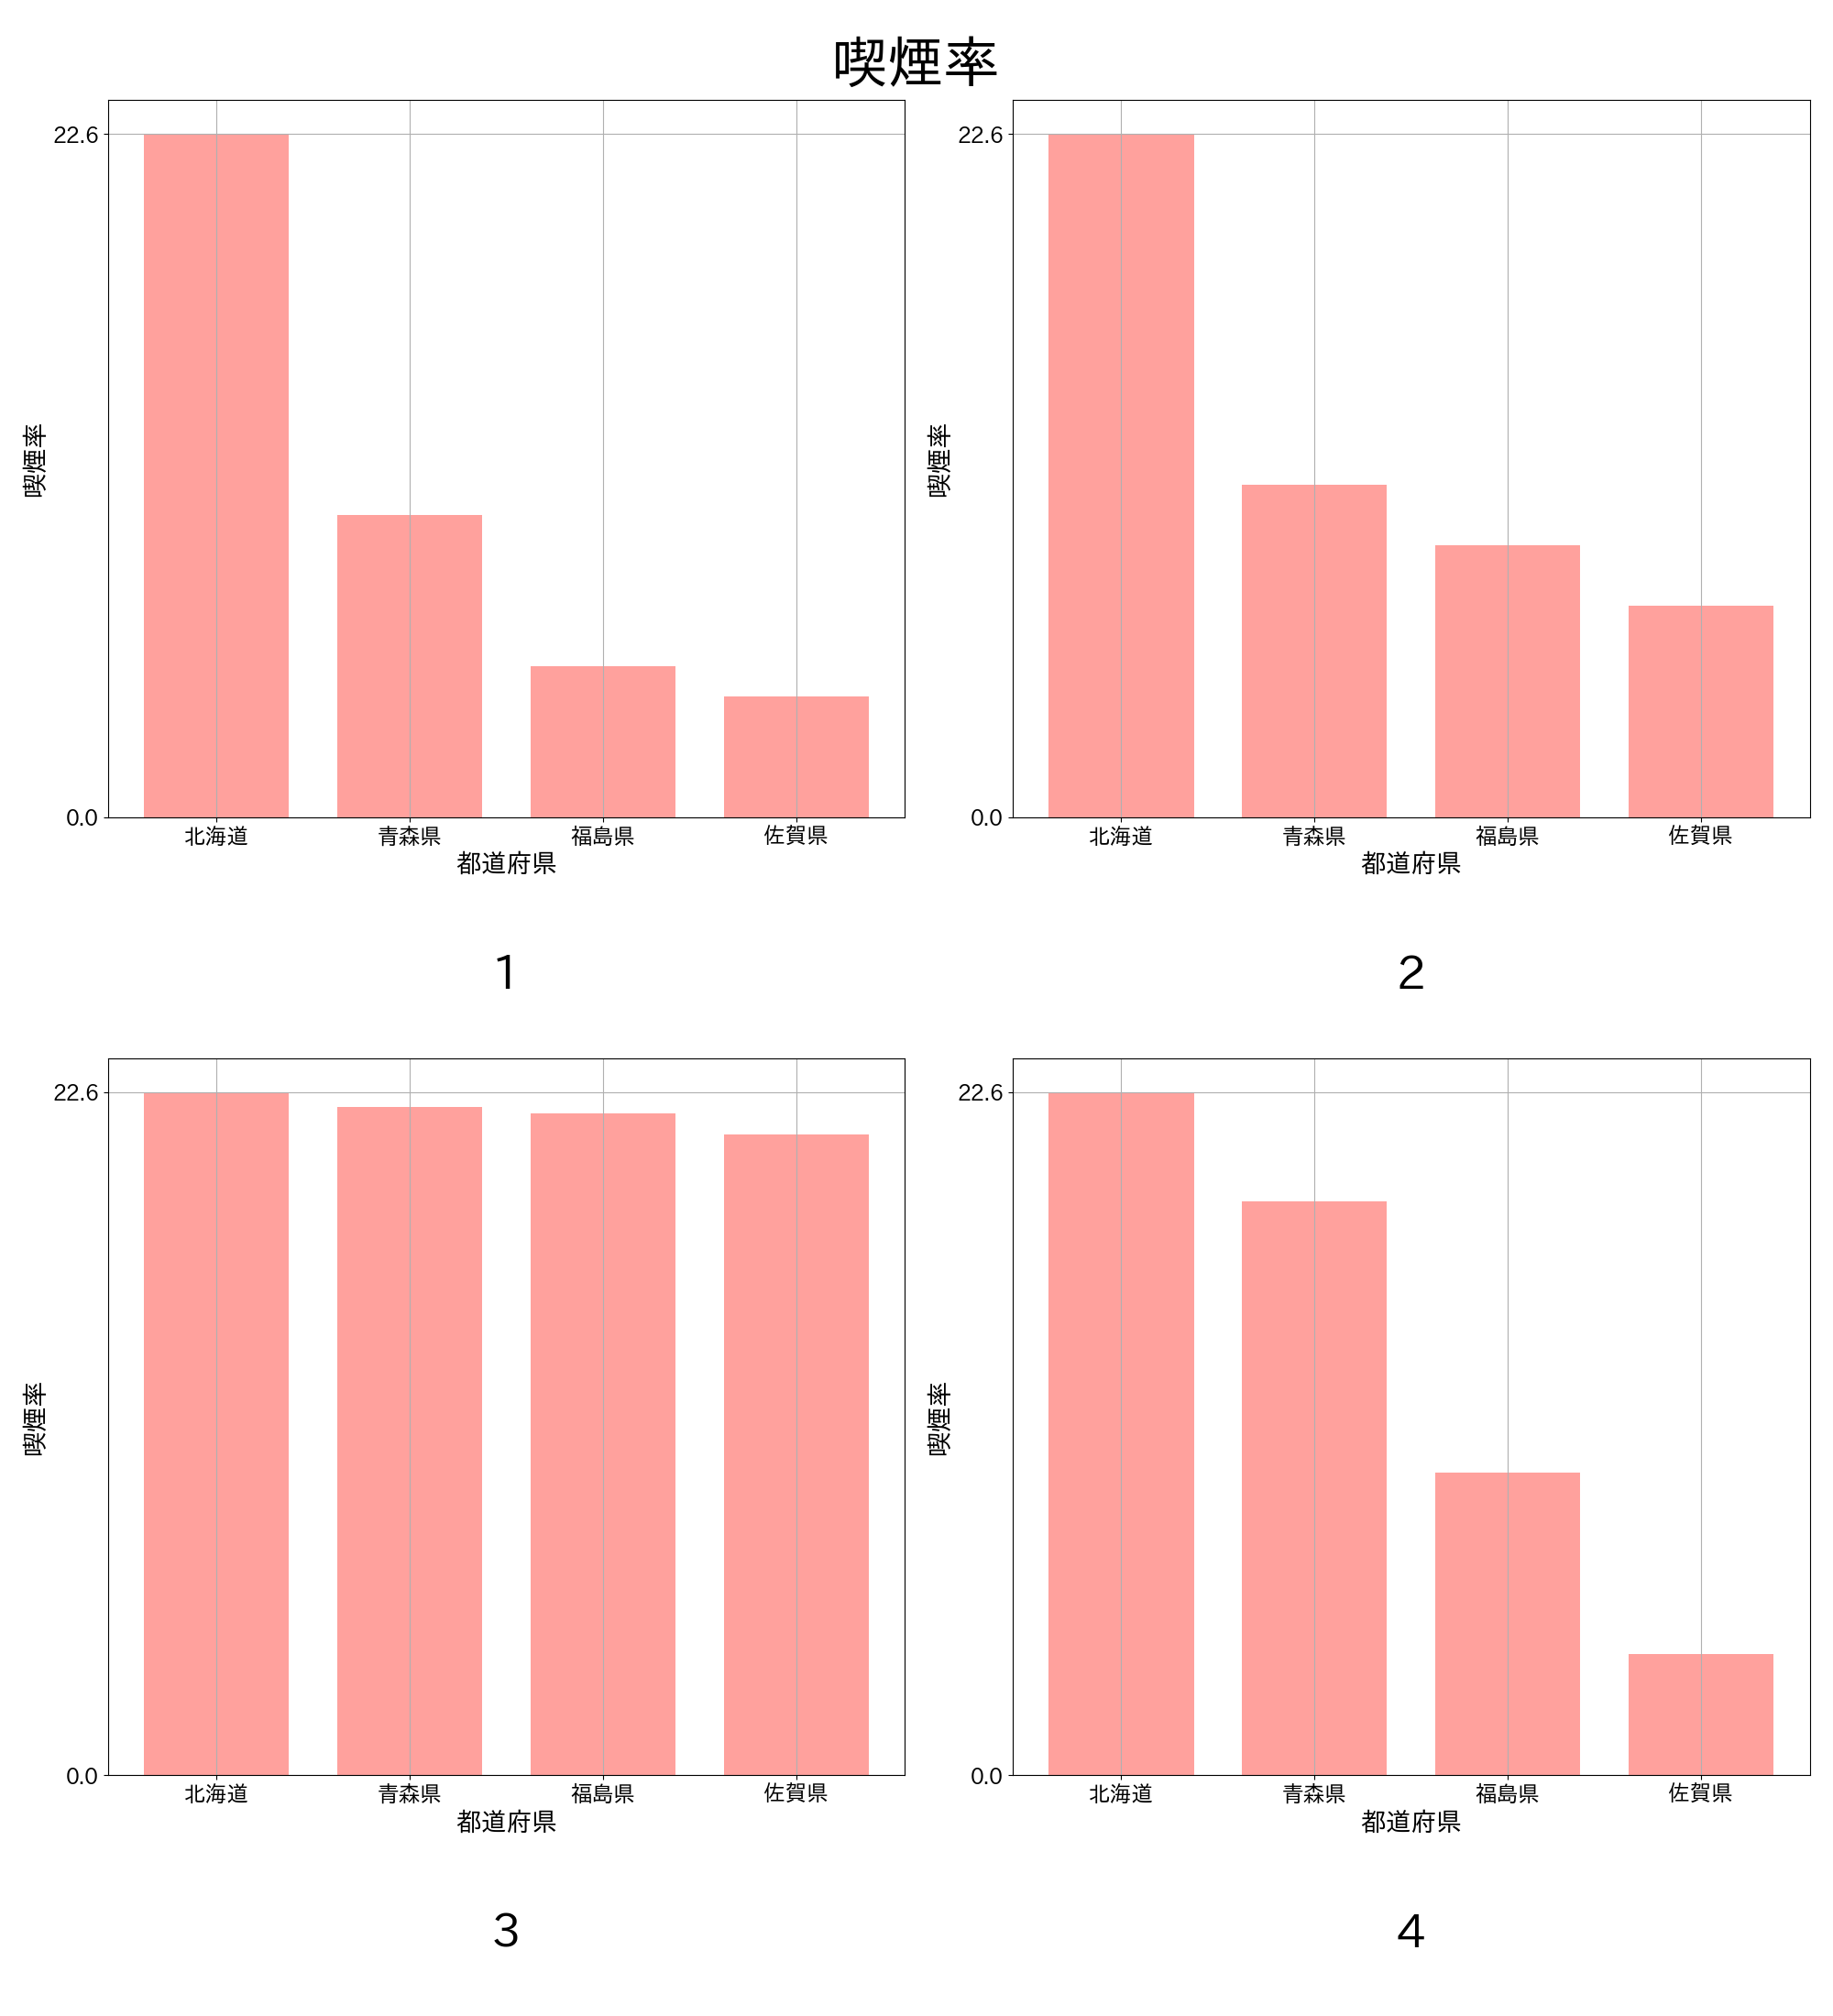 喫煙率
22.6
0.0
喫煙率
北海道 青森県 福島県 佐賀県
都道府県
1
22.6
0.0
喫煙率
北海道 青森県 福島県 佐賀県
都道府県
2
22.6
0.0
喫煙率
北海道 青森県 福島県 佐賀県
都道府県
3
22.6
0.0
喫煙率
北海道 青森県 福島県 佐賀県
都道府県
4